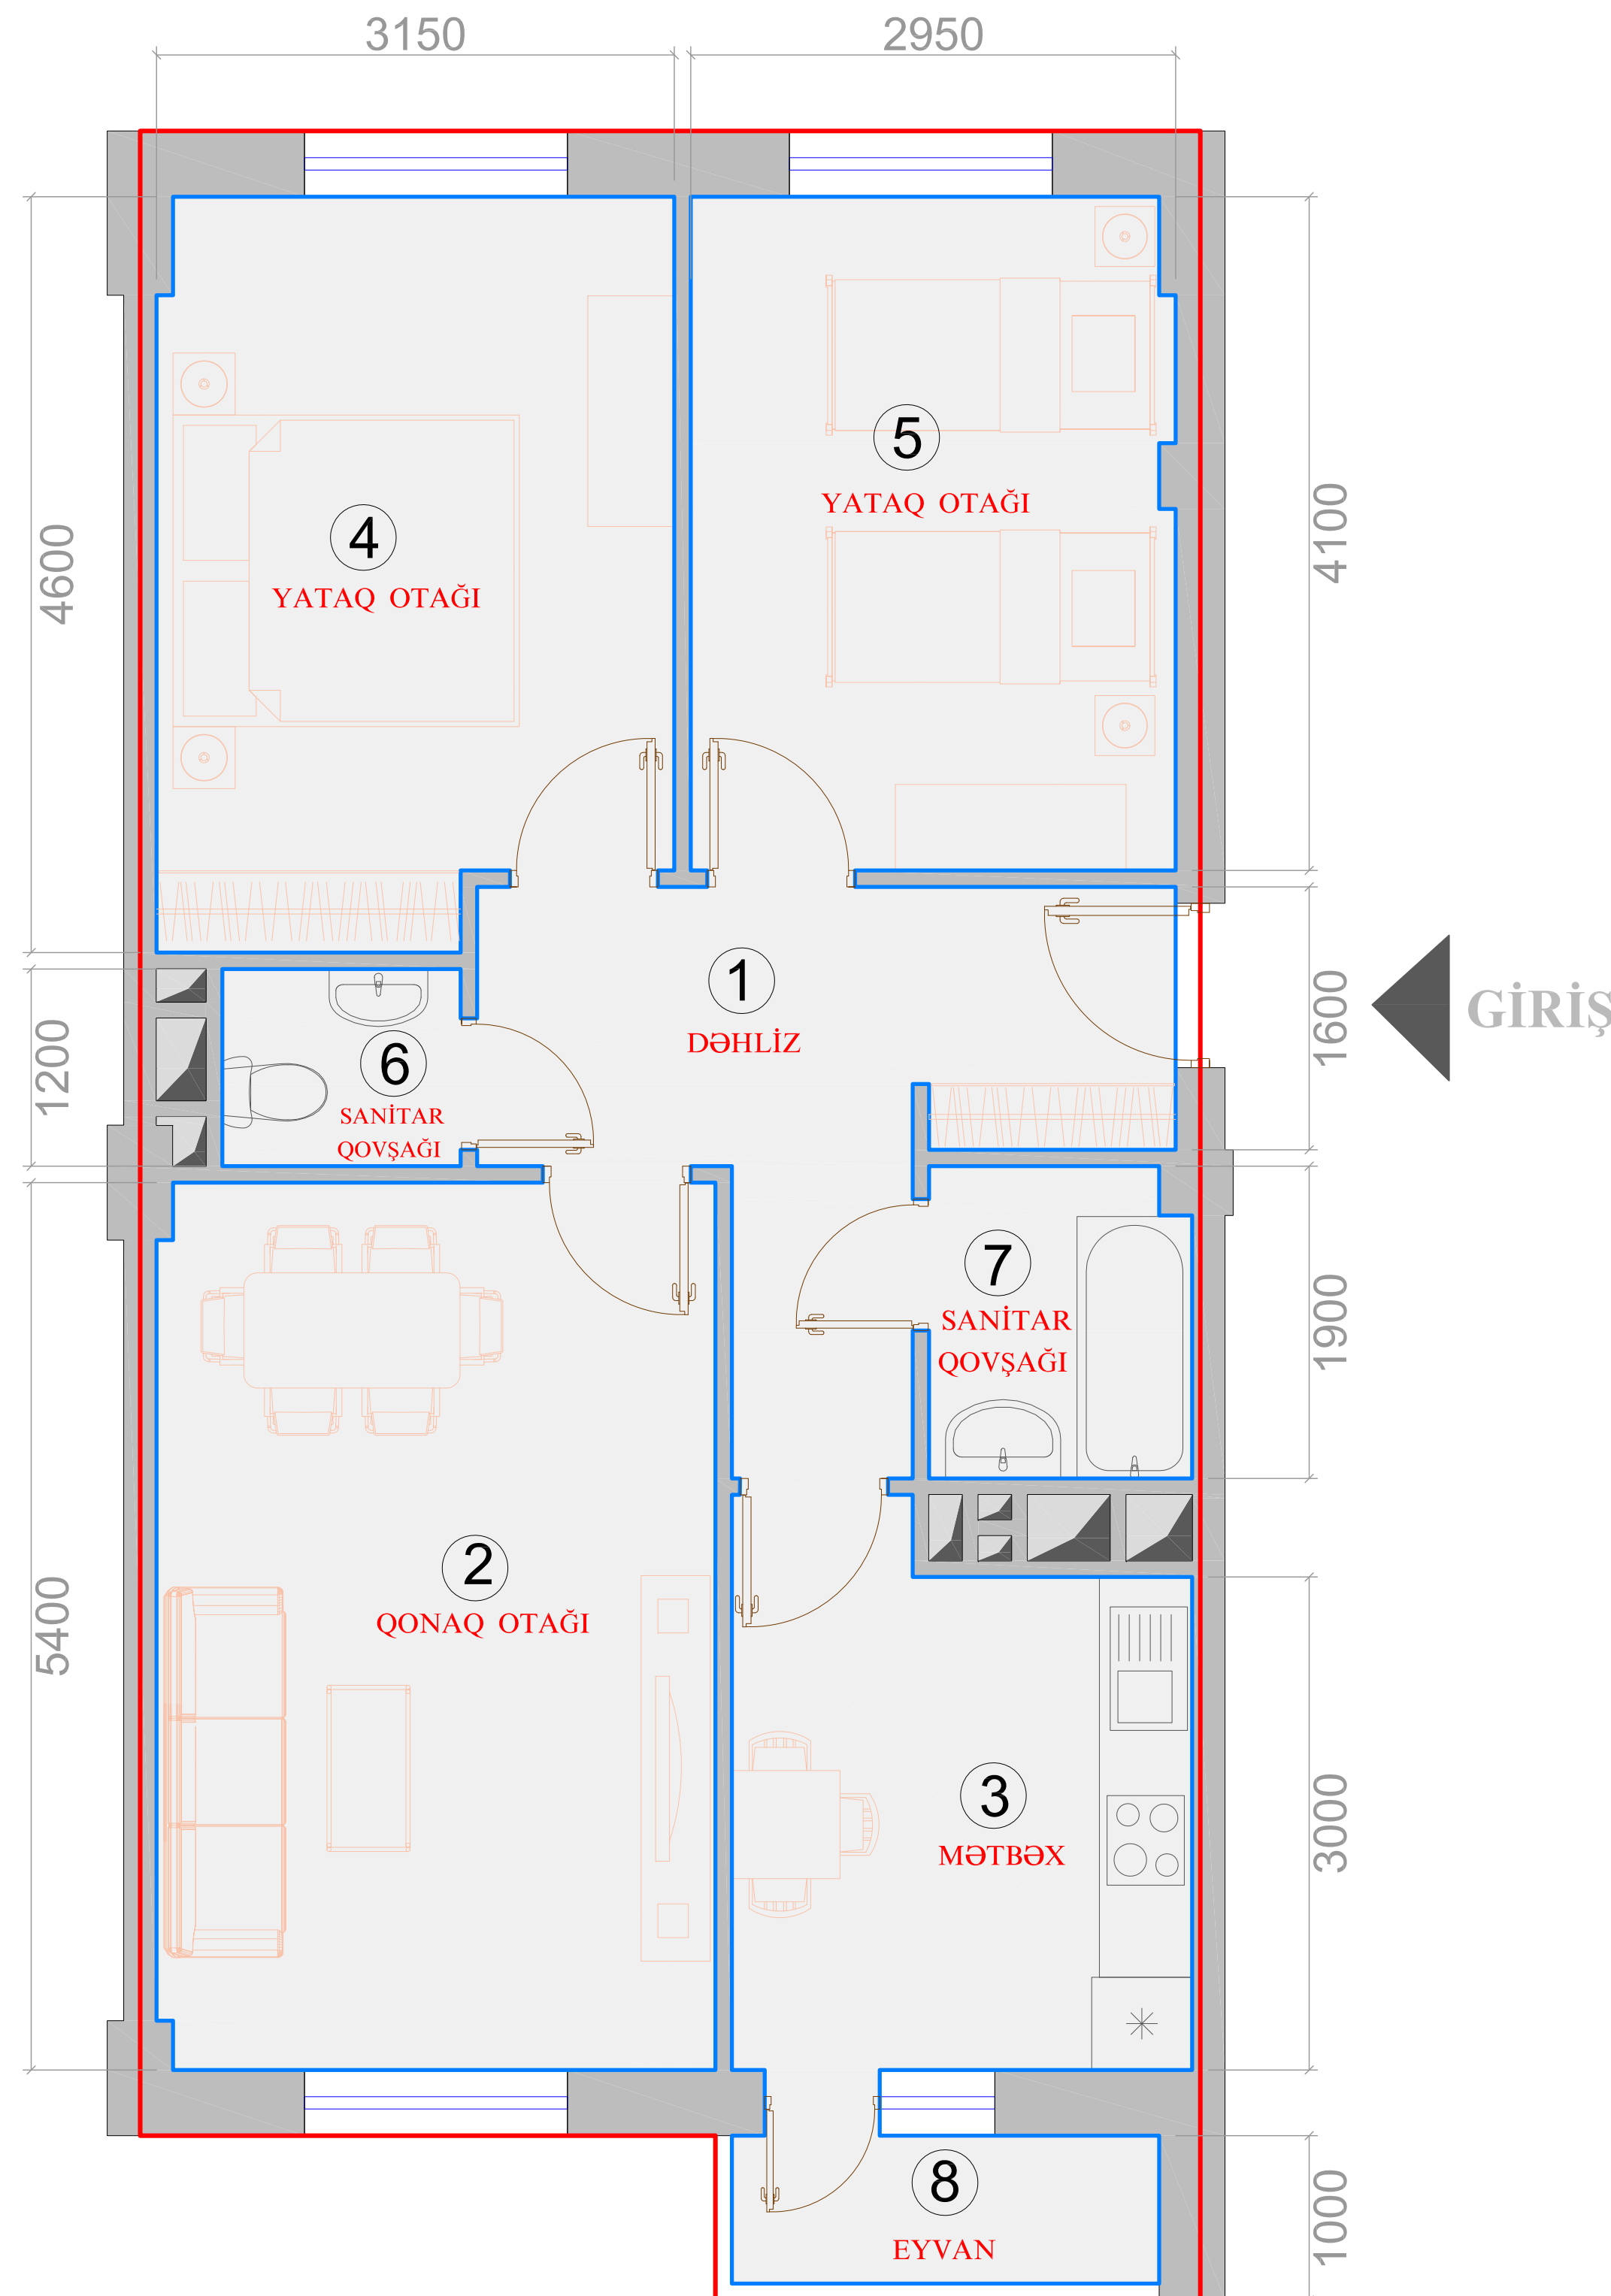 3150
2950
4600
4100
5
YATAQ OTAĞI
4
YATAQ OTAĞI
1
DƏHLİZ
GİRİŞ
1600
1200
6
SANİTAR
QOVŞAĞI
7
SANİTAR
QOVŞAĞI
1900
2
QONAQ OTAĞI
5400
3
MƏTBƏX
3000
8
EYVAN
1000